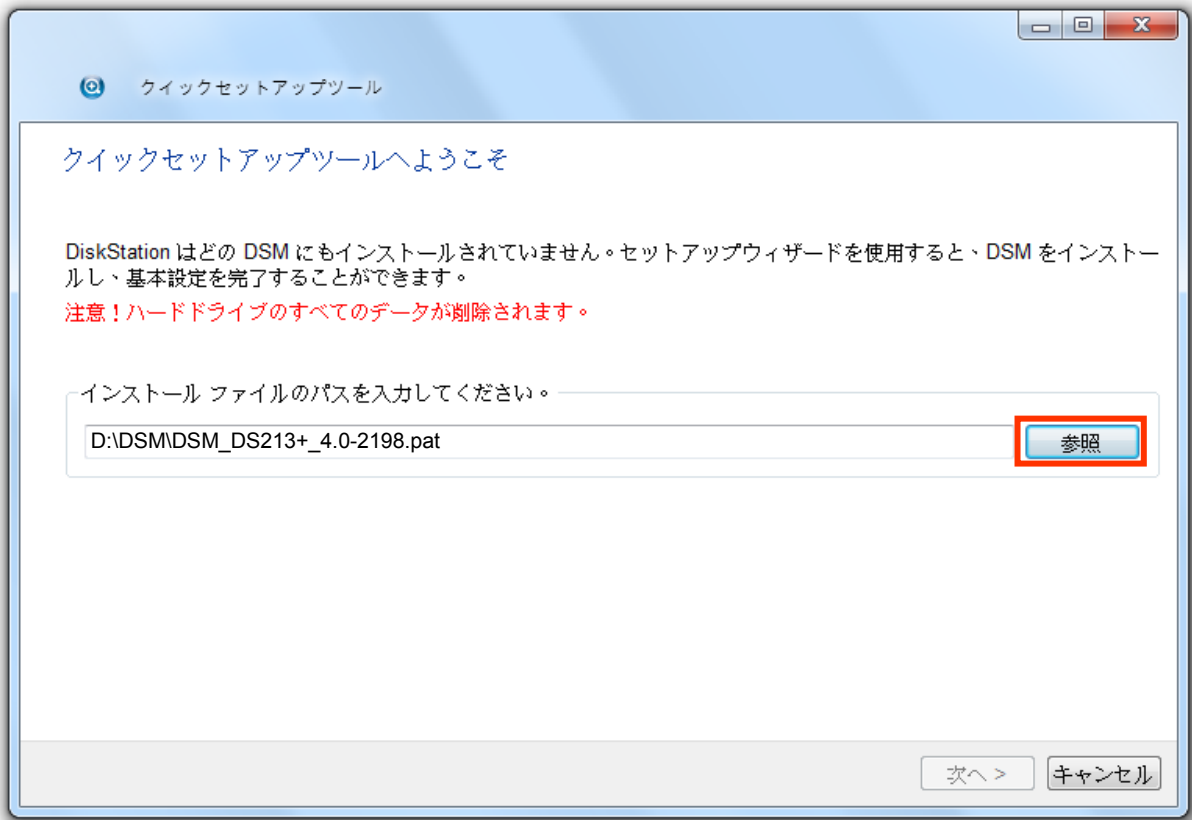 クイックセットアップツール
クイックセットアップツールへようこそ
DiskStation はどの DSM にもインストールされていません。セットアップウィザードを使用すると、DSM をインストー
ルし、基本設定を完了することができます。
注意！ハードドライブのすべてのデータが削除されます。
インストール ファイルのパスを入力してください。
D:\DSM\DSM_DS213+_4.0-2198.pat
参照
次へ >
キャンセル